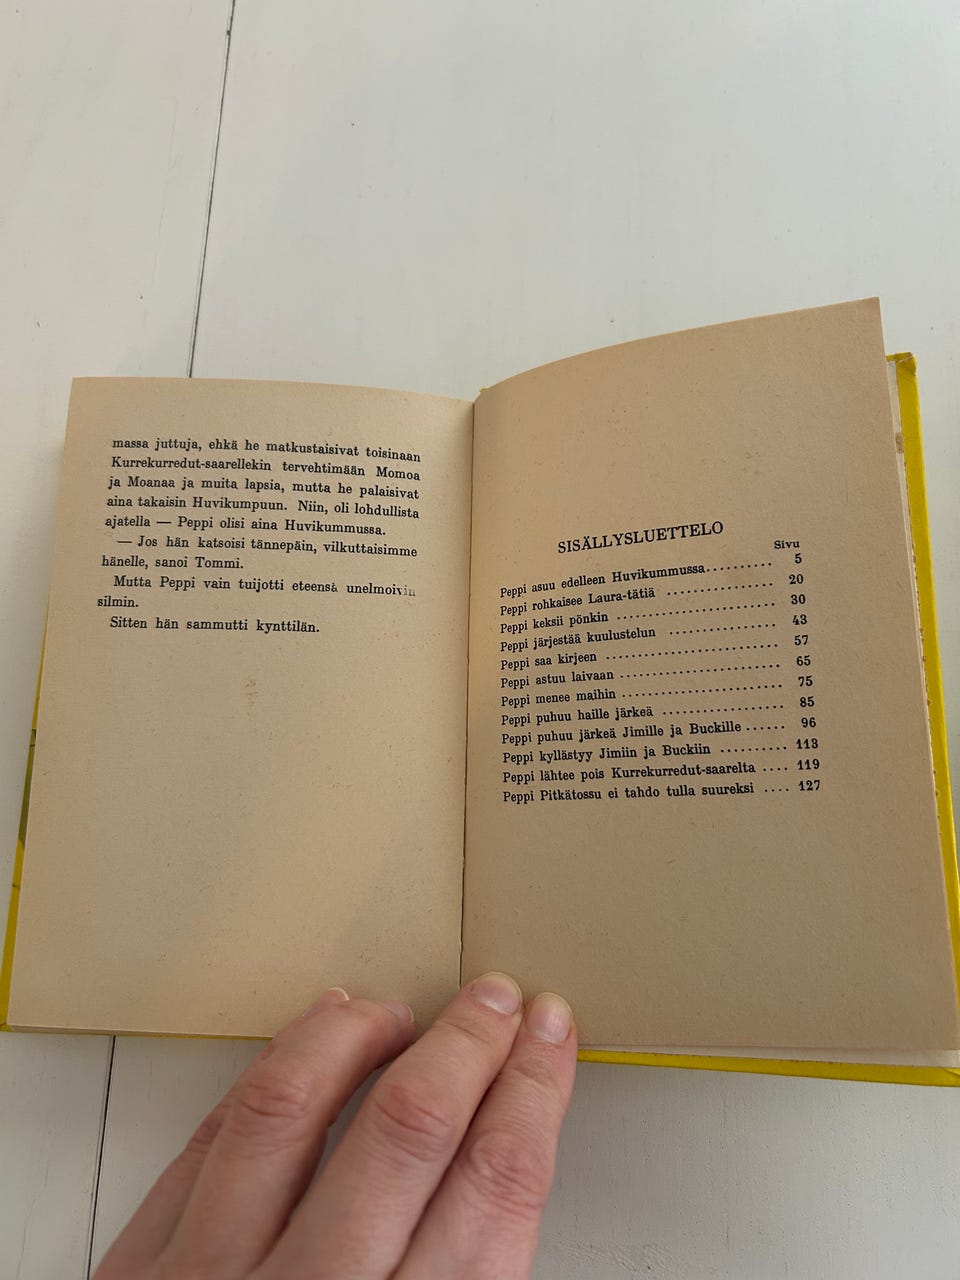 massa juttuja, ehkä he matkustaisivat toisinaan
Kurrekurredut-saarellekin tervehtimään Momoa
ja Moanaa ja muita lapsia, mutta he palaisivat
aina takaisin Huvikumpuun. Niin, oli lohdullista
ajatella — Peppi olisi aina Huvikummussa.
— Jos hän katsoisi tännepäin, vilkuttaisimme
hänelle, sanoi Tommi.
Mutta Peppi vain tuijotti eteensä unelmoivin
silmin.
Sitten hän sammutti kynttilän.
SISÄLLYSLUETTELO
Sivu
Peppi asuu edelleen Huvikummussa.......... 5
Peppi rohkaisee Laura-tätiä ............... 20
Peppi keksii pönkin ...................... 30
Peppi järjestää kuulustelun ............... 43
Peppi saa kirjeen ........................ 57
Peppi astuu laivaan ...................... 65
Peppi menee maihin ...................... 75
Peppi puhuu haille järkeä ................ 85
Peppi puhuu järkeä Jimille ja Buckille ...... 96
Peppi kyllästyy Jimiin ja Buckiin .......... 113
Peppi lähtee pois Kurrekurredut-saarelta .... 119
Peppi Pitkätossu ei tahdo tulla suureksi .... 127